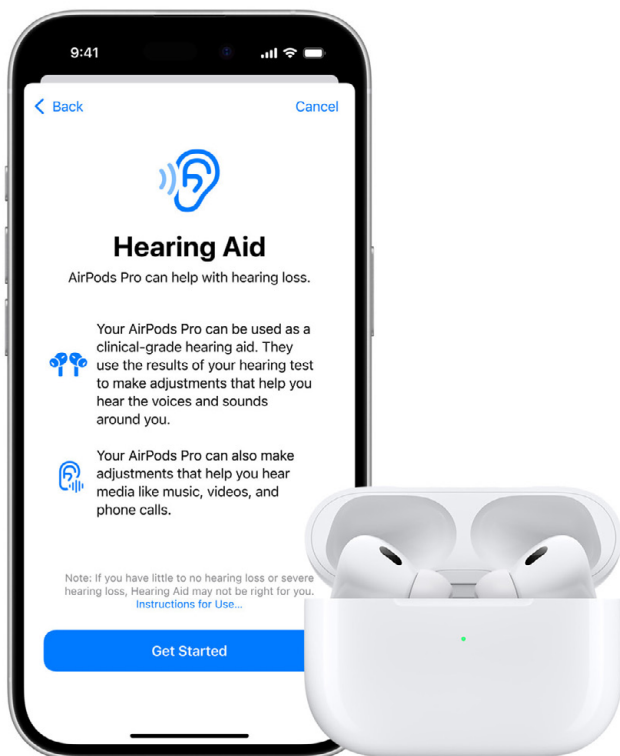 9:41
Back
Cancel
Hearing Aid
AirPods Pro can help with hearing loss.
Your AirPods Pro can be used as a
clinical-grade hearing aid. They
use the results of your hearing test
to make adjustments that help you
hear the voices and sounds
around you.
Your AirPods Pro can also make
adjustments that help you hear
media like music, videos, and
phone calls.
Note: If you have little to no hearing loss or severe
hearing loss, Hearing Aid may not be right for you.
Instructions for Use...
Get Started